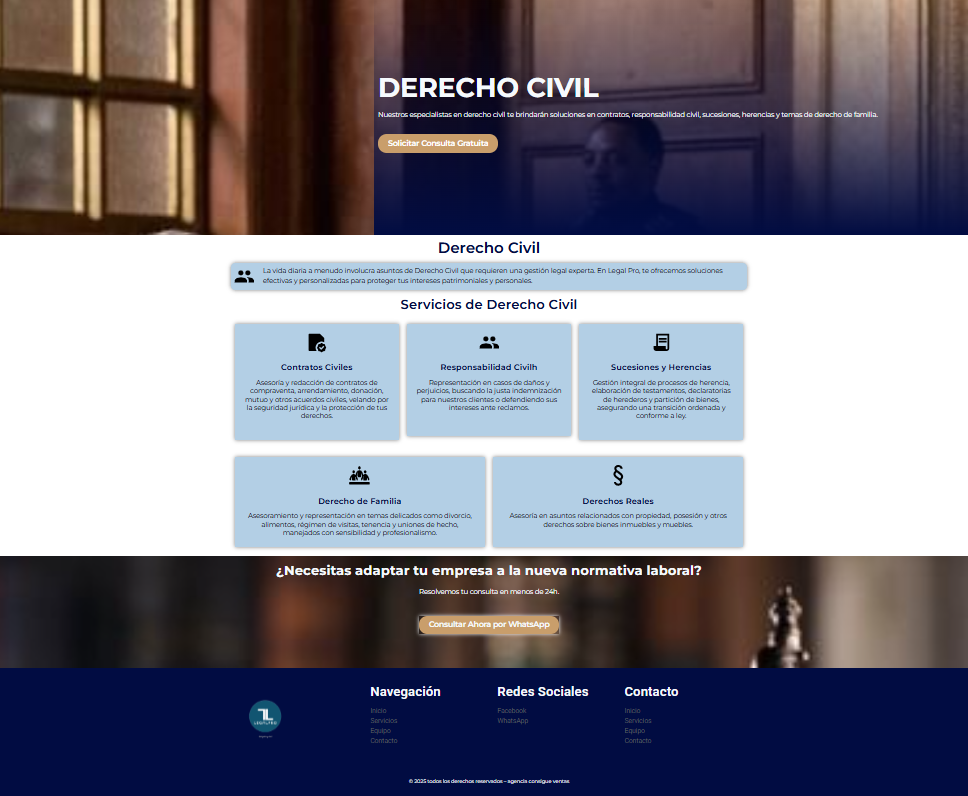 DERECHO CIVIL
Nuestros especialistas en derecho civil te brindarán soluciones en contratos, responsabilidad civil, sucesiones, herencias y temas de derecho de familia.
Solicitar Consulta Gratuita
Derecho Civil
La vida diaria a menudo involucra asuntos de Derecho Civil que requieren una gestión legal experta. En Legal Pro, te ofrecemos soluciones
efectivas y personalizadas para proteger tus intereses patrimoniales y personales.
Servicios de Derecho Civil
Contratos Civiles
Asesoría y redacción de contratos de
compraventa, arrendamiento, donación,
mutuo y otros acuerdos civiles, velando por
la seguridad jurídica y la protección de tus
derechos.
Responsabilidad Civilh
Representación en casos de daños y
perjuicios, buscando la justa indemnización
para nuestros clientes o defendiendo sus
intereses ante reclamos.
Sucesiones y Herencias
Gestión integral de procesos de herencia,
elaboración de testamentos, declaratorias
de herederos y partición de bienes,
asegurando una transición ordenada y
conforme a ley.
Derecho de Familia
Asesoramiento y representación en temas delicados como divorcio,
alimentos, régimen de visitas, tenencia y uniones de hecho,
manejados con sensibilidad y profesionalismo.
§
Derechos Reales
Asesoría en asuntos relacionados con propiedad, posesión y otros
derechos sobre bienes inmuebles y muebles.
¿Necesitas adaptar tu empresa a la nueva normativa laboral?
Resolvemos tu consulta en menos de 24h.
Consultar Ahora por WhatsApp
Navegación
Inicio
Servicios
Equipo
Contacto
Redes Sociales
Facebook
WhatsApp
Contacto
Inicio
Servicios
Equipo
Contacto
© 2025 todos los derechos reservados – agencia consigue ventas